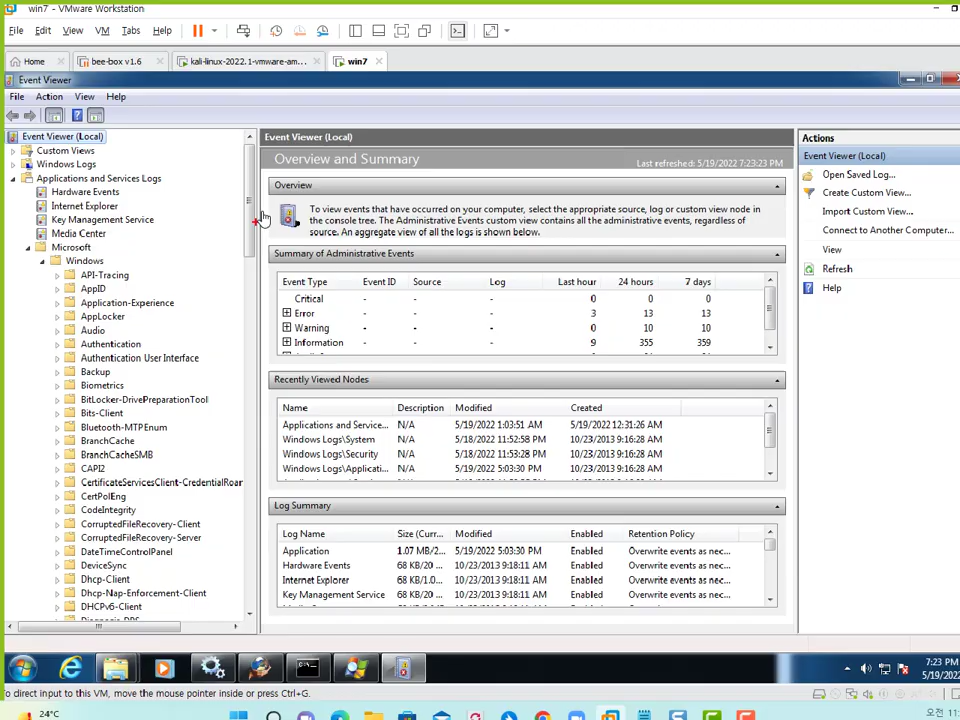 win7 - VMware Workstation
File Edit View VM Tabs Help
Home bee-box v1.6 kali-linux-2022.1-vmware-am... win7
Event Viewer
File Action View Help
Event Viewer (Local)
Custom Views
Windows Logs
Applications and Services Logs
Hardware Events
Internet Explorer
Key Management Service
Media Center
Microsoft
Windows
API-Tracing
AppID
Application-Experience
AppLocker
Audio
Authentication
Authentication User Interface
Backup
Biometrics
BitLocker-DrivePreparationTool
Bits-Client
Bluetooth-MTPEnum
BranchCache
BranchCacheSMB
CAPI2
CertificateServicesClient-CredentialRoar
CertPolEng
CodeIntegrity
CorruptedFileRecovery-Client
CorruptedFileRecovery-Server
DateTimeControlPanel
DeviceSync
Dhcp-Client
Dhcp-Nap-Enforcement-Client
DHCPv6-Client
Event Viewer (Local)
Overview and Summary Last refreshed: 5/19/2022 7:23:23 PM
Overview
To view events that have occurred on your computer, select the appropriate source, log or custom view node in
the console tree. The Administrative Events custom view contains all the administrative events, regardless of
source. An aggregate view of all the logs is shown below.
Summary of Administrative Events
Event Type Event ID Source Log Last hour 24 hours 7 days
Critical - - - 0 0 0
Error - - - 3 13 13
Warning - - - 0 10 10
Information - - - 9 355 359
Recently Viewed Nodes
Name Description Modified Created
Applications and Service... N/A 5/19/2022 1:03:51 AM 5/19/2022 12:31:26 AM
Windows Logs\System N/A 5/18/2022 11:52:58 PM 10/23/2013 9:16:28 AM
Windows Logs\Security N/A 5/18/2022 11:53:28 PM 10/23/2013 9:16:28 AM
Windows Logs\Applicati... N/A 5/19/2022 5:03:30 PM 10/23/2013 9:16:28 AM
Log Summary
Log Name Size (Curr... Modified Enabled Retention Policy
Application 1.07 MB/2... 5/19/2022 5:03:30 PM Enabled Overwrite events as nec...
Hardware Events 68 KB/20 ... 10/23/2013 9:18:11 AM Enabled Overwrite events as nec...
Internet Explorer 68 KB/1.0... 10/23/2013 9:18:11 AM Enabled Overwrite events as nec...
Key Management Service 68 KB/20 ... 10/23/2013 9:18:11 AM Enabled Overwrite events as nec...
Actions
Event Viewer (Local)
Open Saved Log...
Create Custom View...
Import Custom View...
Connect to Another Computer...
View
Refresh
Help
7:23 PM
5/19/202
To direct input to this VM, move the mouse pointer inside or press Ctrl+G.
24°C
오전 11